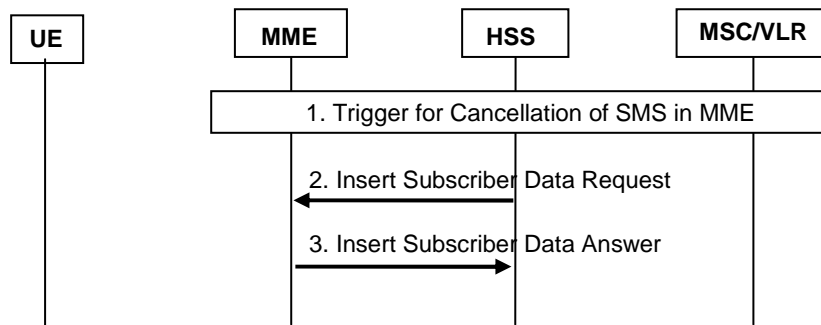 UE
MME
HSS
MSC/VLR
1. Trigger for Cancellation of SMS in MME
2. Insert Subscriber Data Request
3. Insert Subscriber Data Answer